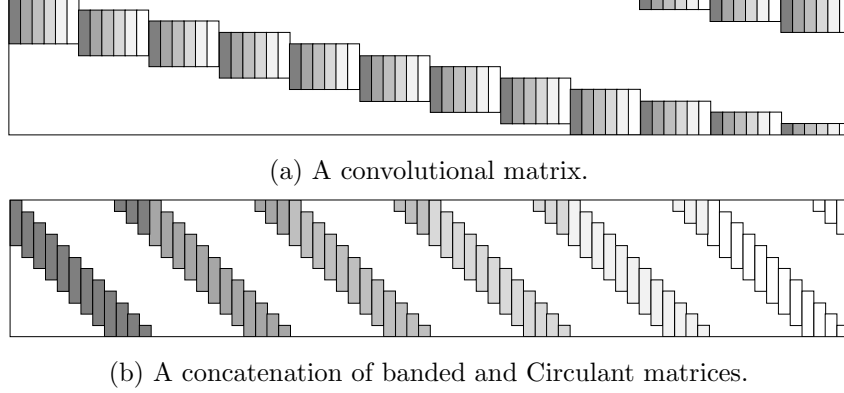 (a) A convolutional matrix.
(b) A concatenation of banded and Circulant matrices.